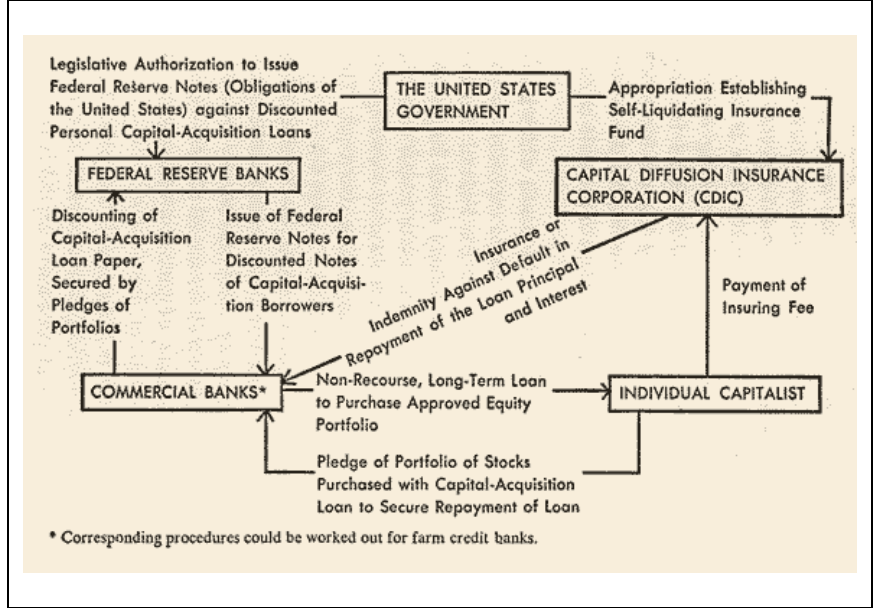 Legislative Authorization to Issue
Federal Reserve Notes (Obligations of
the United States) against Discounted
Personal Capital-Acquisition Loans
THE UNITED STATES
GOVERNMENT
Appropriation Establishing
Self-Liquidating Insurance
Fund
FEDERAL RESERVE BANKS
CAPITAL DIFFUSION INSURANCE
CORPORATION (CDIC)
Discounting of
Capital-Acquisition
Loan Paper,
Secured by
Pledges of
Portfolios
Issue of Federal
Reserve Notes for
Discounted Notes
of Capital-Acquisi-
tion Borrowers
Insurance or
Indemnity Against Default in
Repayment of the Loan Principal
and Interest
Payment of
Insuring Fee
COMMERCIAL BANKS*
Non-Recourse, Long-Term Loan
to Purchase Approved Equity
Portfolio
INDIVIDUAL CAPITALIST
Pledge of Portfolio of Stocks
Purchased with Capital-Acquisition
Loan to Secure Repayment of Loan
* Corresponding procedures could be worked out for farm credit banks.